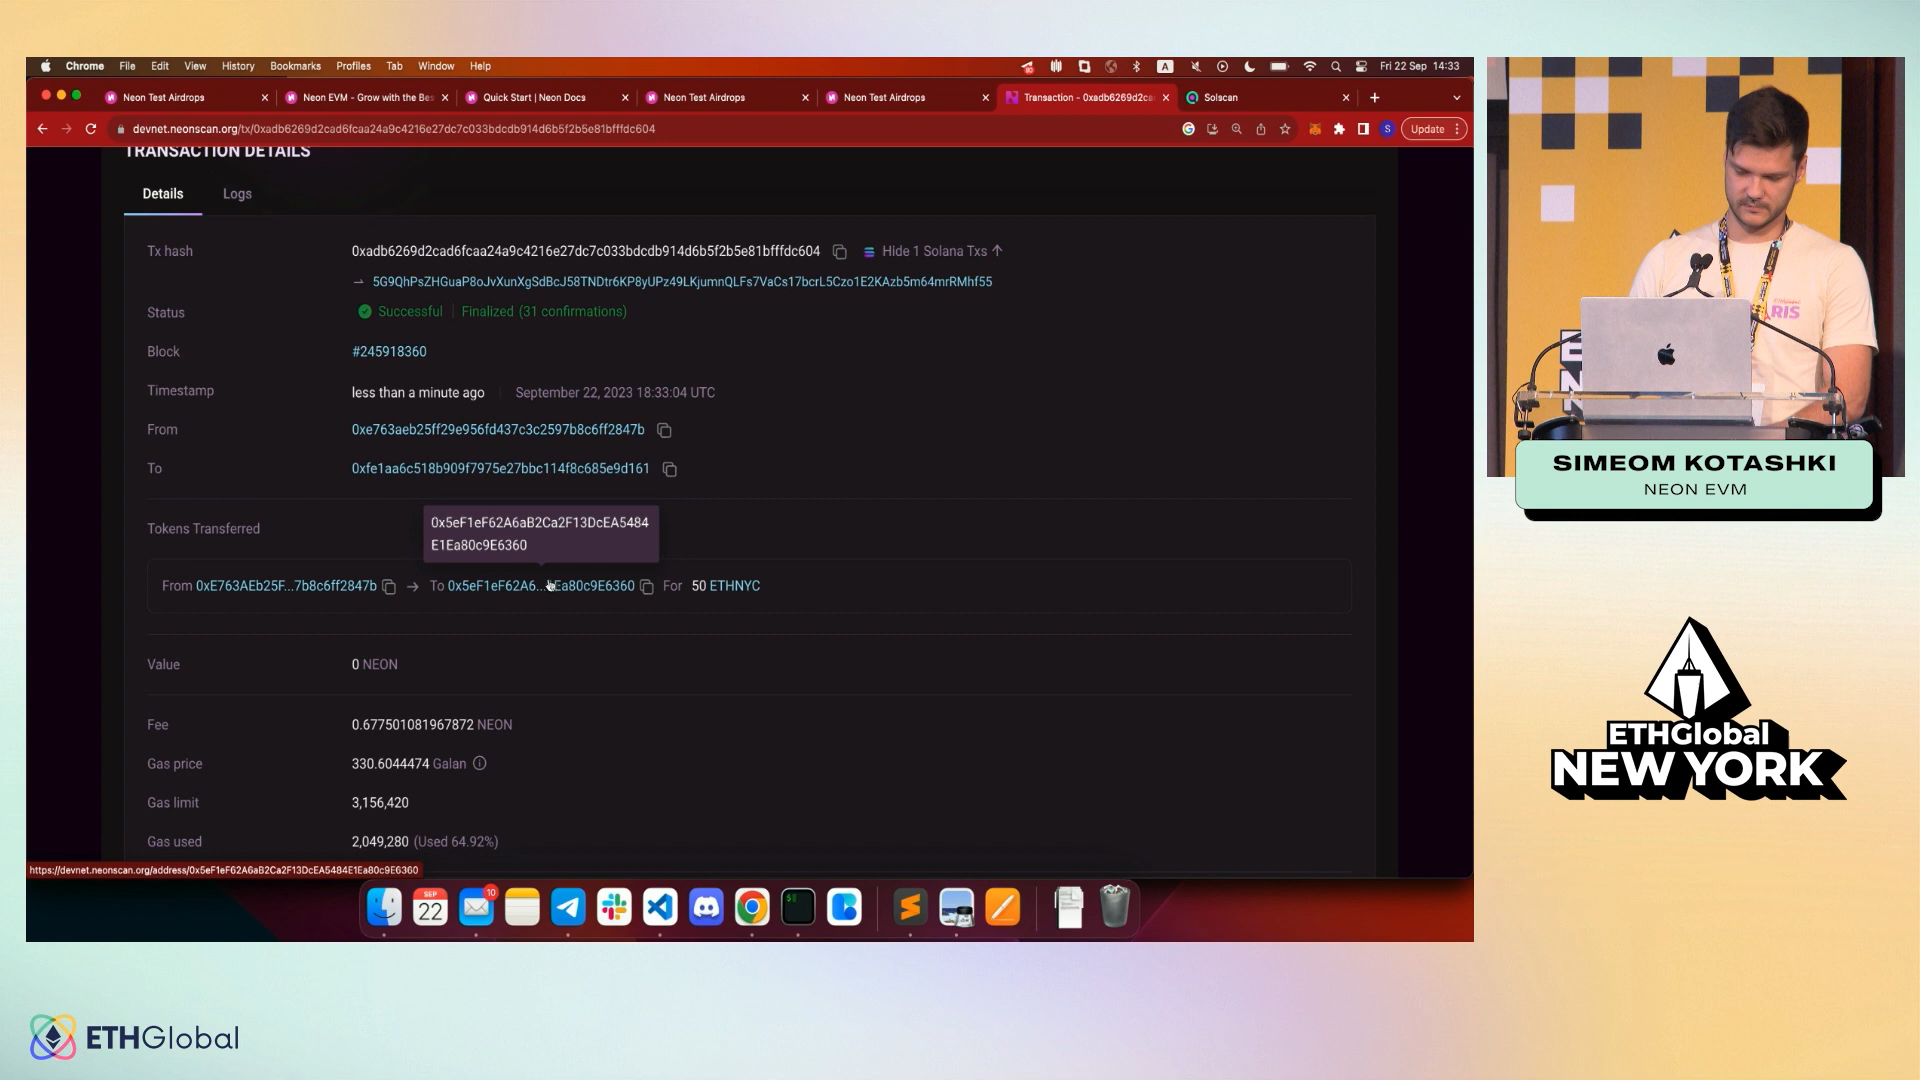 Chrome File Edit View History Bookmarks Profiles Tab Window Help
A
Fri 22 Sep 14:33
Neon Test Airdrops
Neon EVM - Grow with the Bes
Quick Start | Neon Docs
Neon Test Airdrops
Neon Test Airdrops
Transaction - 0xadb6269d2ca
Solscan
devnet.neonscan.org/tx/0xadb6269d2cad6fcaa24a9c4216e27dc7c033bdcdb914d6b5f2b5e81bfffdc604
S
Update
TRANSACTION DETAILS
Details Logs
Tx hash 0xadb6269d2cad6fcaa24a9c4216e27dc7c033bdcdb914d6b5f2b5e81bfffdc604 Hide 1 Solana Txs ↑
→ 5G9QhPsZHGuaP8oJvXunXgSdBcJ58TNDtr6KP8yUPz49LKjumnQLFs7VaCs17bcrL5Czo1E2KAzb5m64mrRMhf55
Status Successful | Finalized (31 confirmations)
Block #245918360
Timestamp less than a minute ago | September 22, 2023 18:33:04 UTC
From 0xe763aeb25ff29e956fd437c3c2597b8c6ff2847b
To 0xfe1aa6c518b909f7975e27bbc114f8c685e9d161
0x5eF1eF62A6aB2Ca2F13DcEA5484
E1Ea80c9E6360
Tokens Transferred
From 0xE763AEb25F...7b8c6ff2847b → To 0x5eF1eF62A6...Ea80c9E6360 For 50 ETHNYC
Value 0 NEON
Fee 0.677501081967872 NEON
Gas price 330.6044474 Galan
Gas limit 3,156,420
Gas used 2,049,280 (Used 64.92%)
https://devnet.neonscan.org/address/0x5eF1eF62A6aB2Ca2F13DcEA5484E1Ea80c9E6360
SEP
22
10
RIS
SIMEOM KOTASHKI
NEON EVM
ETHGlobal
NEW YORK
ETHGlobal